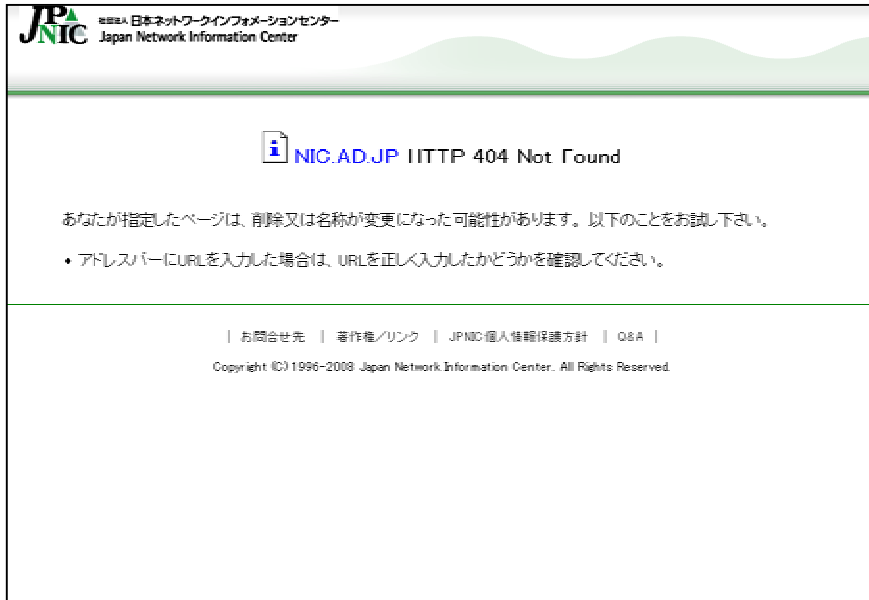 JPNIC
社団法人 日本ネットワークインフォメーションセンター
Japan Network Information Center
NIC.AD.JP HTTP 404 Not Found
あなたが指定したページは、削除又は名称が変更になった可能性があります。以下のことをお試し下さい。
• アドレスバーにURLを入力した場合は、URLを正しく入力したかどうかを確認してください。
| お問合せ先 | 著作権／リンク | JPNIC個人情報保護方針 | Q&A |
Copyright (C) 1996-2008 Japan Network Information Center. All Rights Reserved.